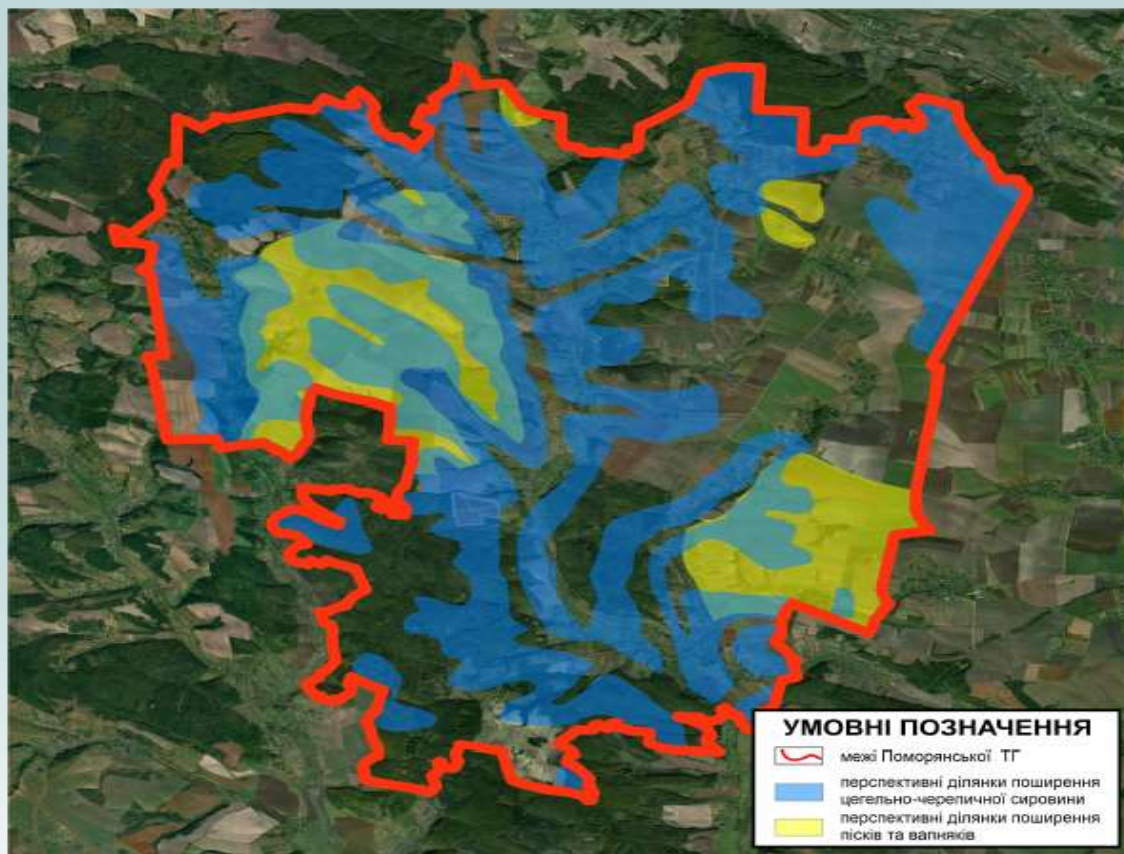 УМОВНІ ПОЗНАЧЕННЯ
межі Поморянської ТГ
перспективні ділянки поширення
цегельно-черепичної сировини
перспективні ділянки поширення
пісків та вапняків